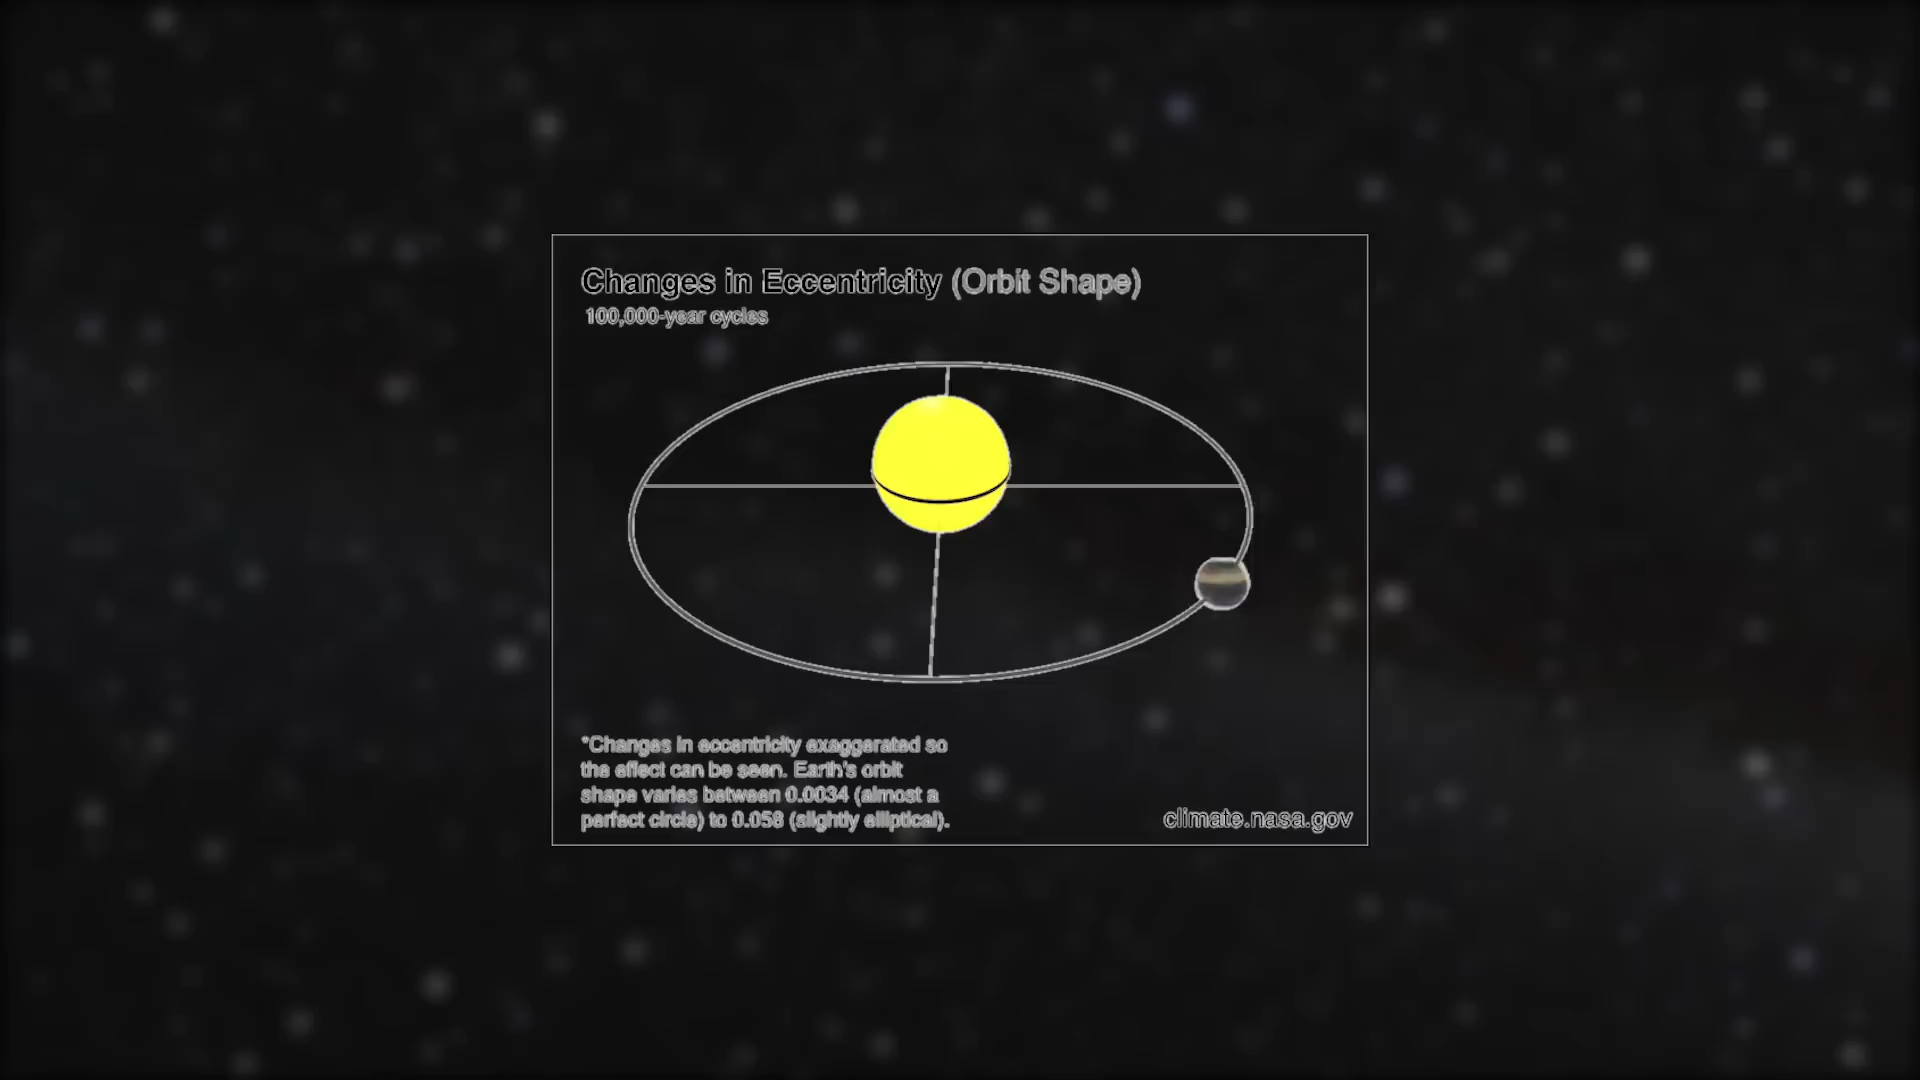 Changes in Eccentricity (Orbit Shape)
100,000-year cycles
*Changes in eccentricity exaggerated so
the effect can be seen. Earth's orbit
shape varies between 0.0034 (almost a
perfect circle) to 0.058 (slightly elliptical).
climate.nasa.gov